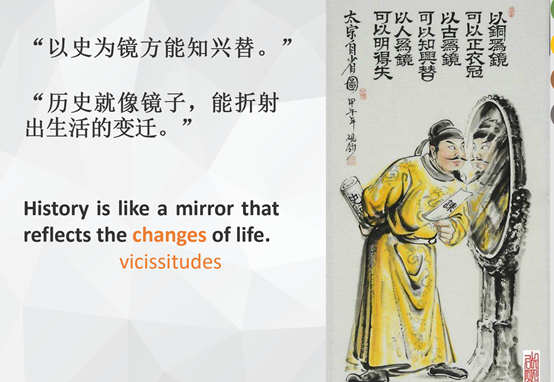 “以史为镜方能知兴替。”
“历史就像镜子，能折射
出生活的变迁。”
History is like a mirror that
reflects the changes of life.
vicissitudes
以銅爲鏡
可以正衣冠
以古爲鏡
可以知興替
以人爲鏡
可以明得失
太宗自省圖 甲午年